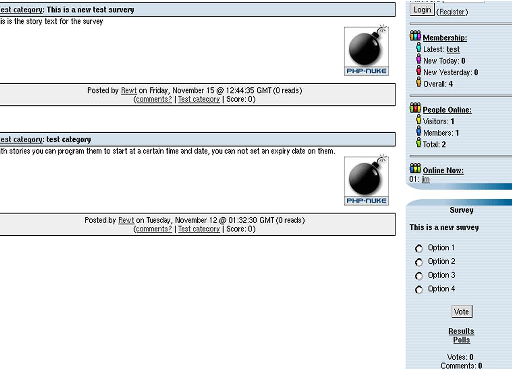 est category: This is a new test survery
is is the story text for the survey
PHP-NUKE
Posted by Rewt on Friday, November 15 @ 12:44:35 GMT (0 reads)
(comments? | Test category | Score: 0)
est category: test category
th stories you can program them to start at a certain time and date, you can not set an expiry date on them.
PHP-NUKE
Posted by Rewt on Tuesday, November 12 @ 01:32:30 GMT (0 reads)
(comments? | Test category | Score: 0)
Login (Register)
Membership:
Latest: test
New Today: 0
New Yesterday: 0
Overall: 4
People Online:
Visitors: 1
Members: 1
Total: 2
Online Now:
01: jim
Survey
This is a new survey
Option 1
Option 2
Option 3
Option 4
Vote
Results
Polls
Votes: 0
Comments: 0